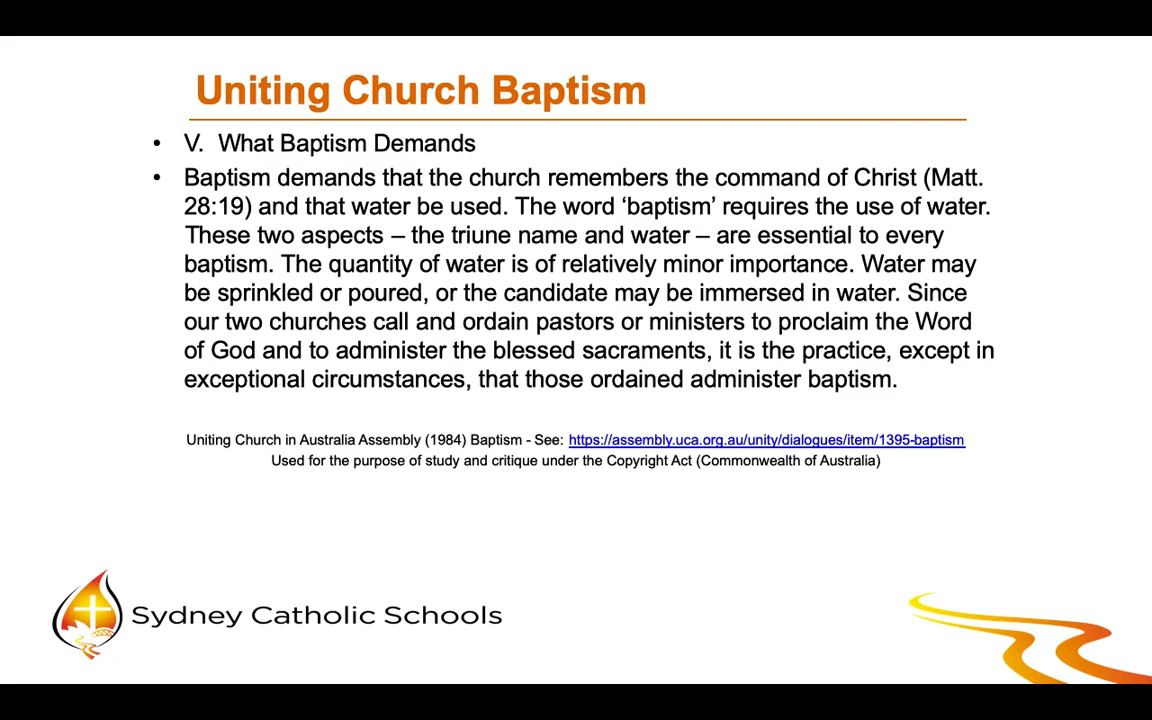 Uniting Church Baptism
• V. What Baptism Demands
• Baptism demands that the church remembers the command of Christ (Matt.
28:19) and that water be used. The word ‘baptism’ requires the use of water.
These two aspects – the triune name and water – are essential to every
baptism. The quantity of water is of relatively minor importance. Water may
be sprinkled or poured, or the candidate may be immersed in water. Since
our two churches call and ordain pastors or ministers to proclaim the Word
of God and to administer the blessed sacraments, it is the practice, except in
exceptional circumstances, that those ordained administer baptism.
Uniting Church in Australia Assembly (1984) Baptism - See: https://assembly.uca.org.au/unity/dialogues/item/1395-baptism
Used for the purpose of study and critique under the Copyright Act (Commonwealth of Australia)
Sydney Catholic Schools